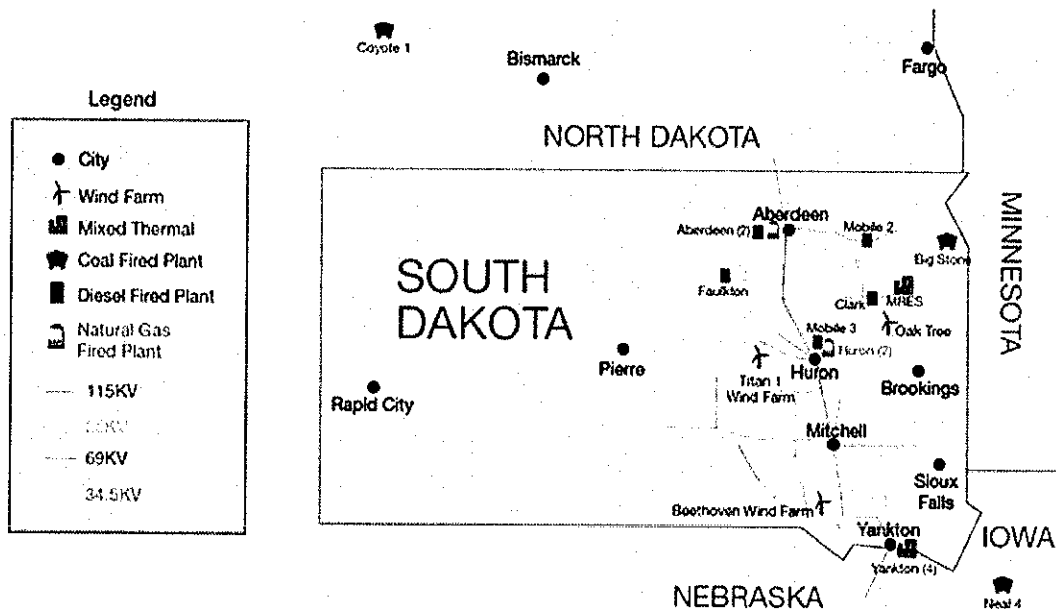 Coyote 1
Bismarck
Fargo
Legend
City
Wind Farm
Mixed Thermal
Coal Fired Plant
Diesel Fired Plant
Natural Gas
Fired Plant
115KV
69KV
34.5KV
NORTH DAKOTA
MINNESOTA
Aberdeen (2)
Aberdeen
Mobile 2
Big Stone
SOUTH
DAKOTA
Faulkton
Clark
MRES
Oak Tree
Mobile 3
Huron (2)
Huron
Pierre
Titan 1
Wind Farm
Brookings
Rapid City
Mitchell
Sioux
Falls
Beethoven Wind Farm
Yankton
Yankton (4)
IOWA
NEBRASKA
Neal 4